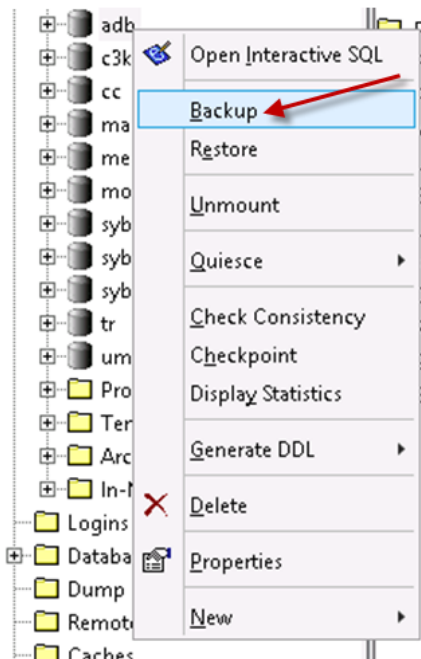 adb
c3k
cc
ma
me
mo
syb
syb
syb
tr
um
Pro
Ter
Arc
In-
Logins
Databa
Dump
Remot
Caches
Open Interactive SQL
Backup
Restore
Unmount
Quiesce
Check Consistency
Checkpoint
Display Statistics
Generate DDL
Delete
Properties
New